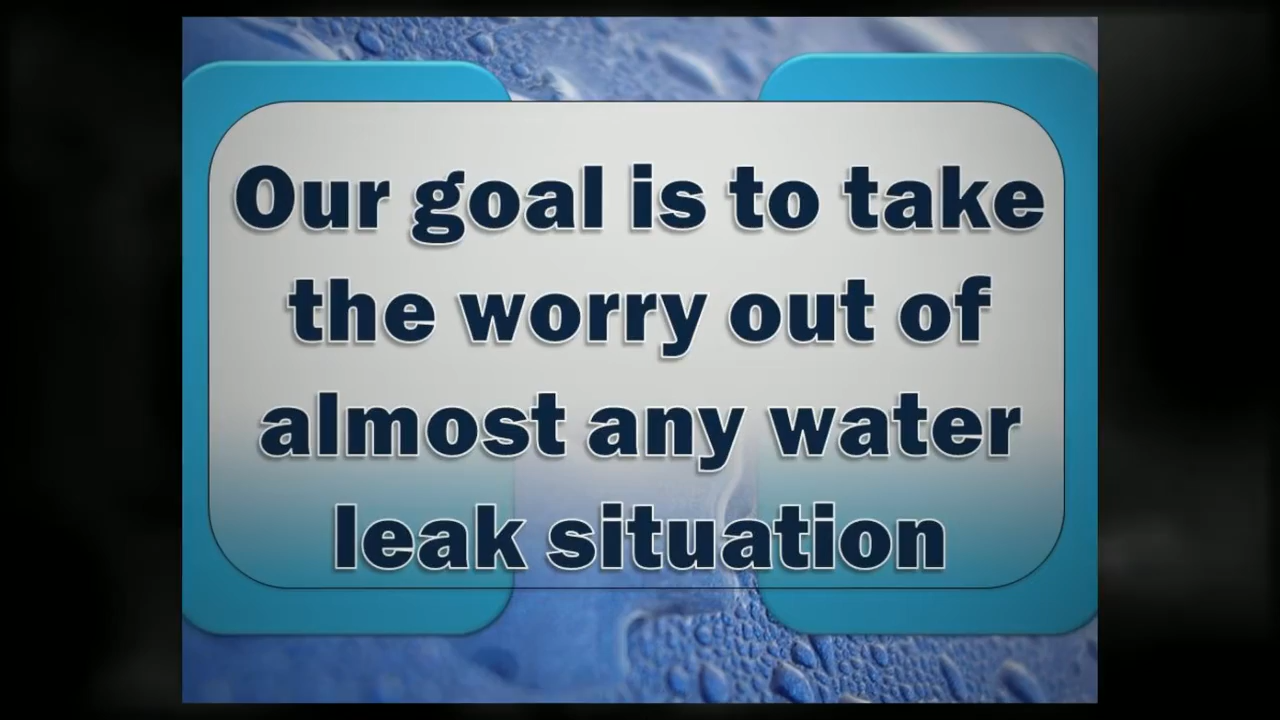 Our goal is to take
the worry out of
almost any water
leak situation